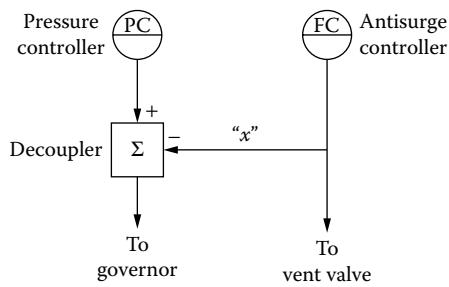 Pressure
controller
PC
FC
Antisurge
controller
+
−
“x”
Decoupler
Σ
To
governor
To
vent valve